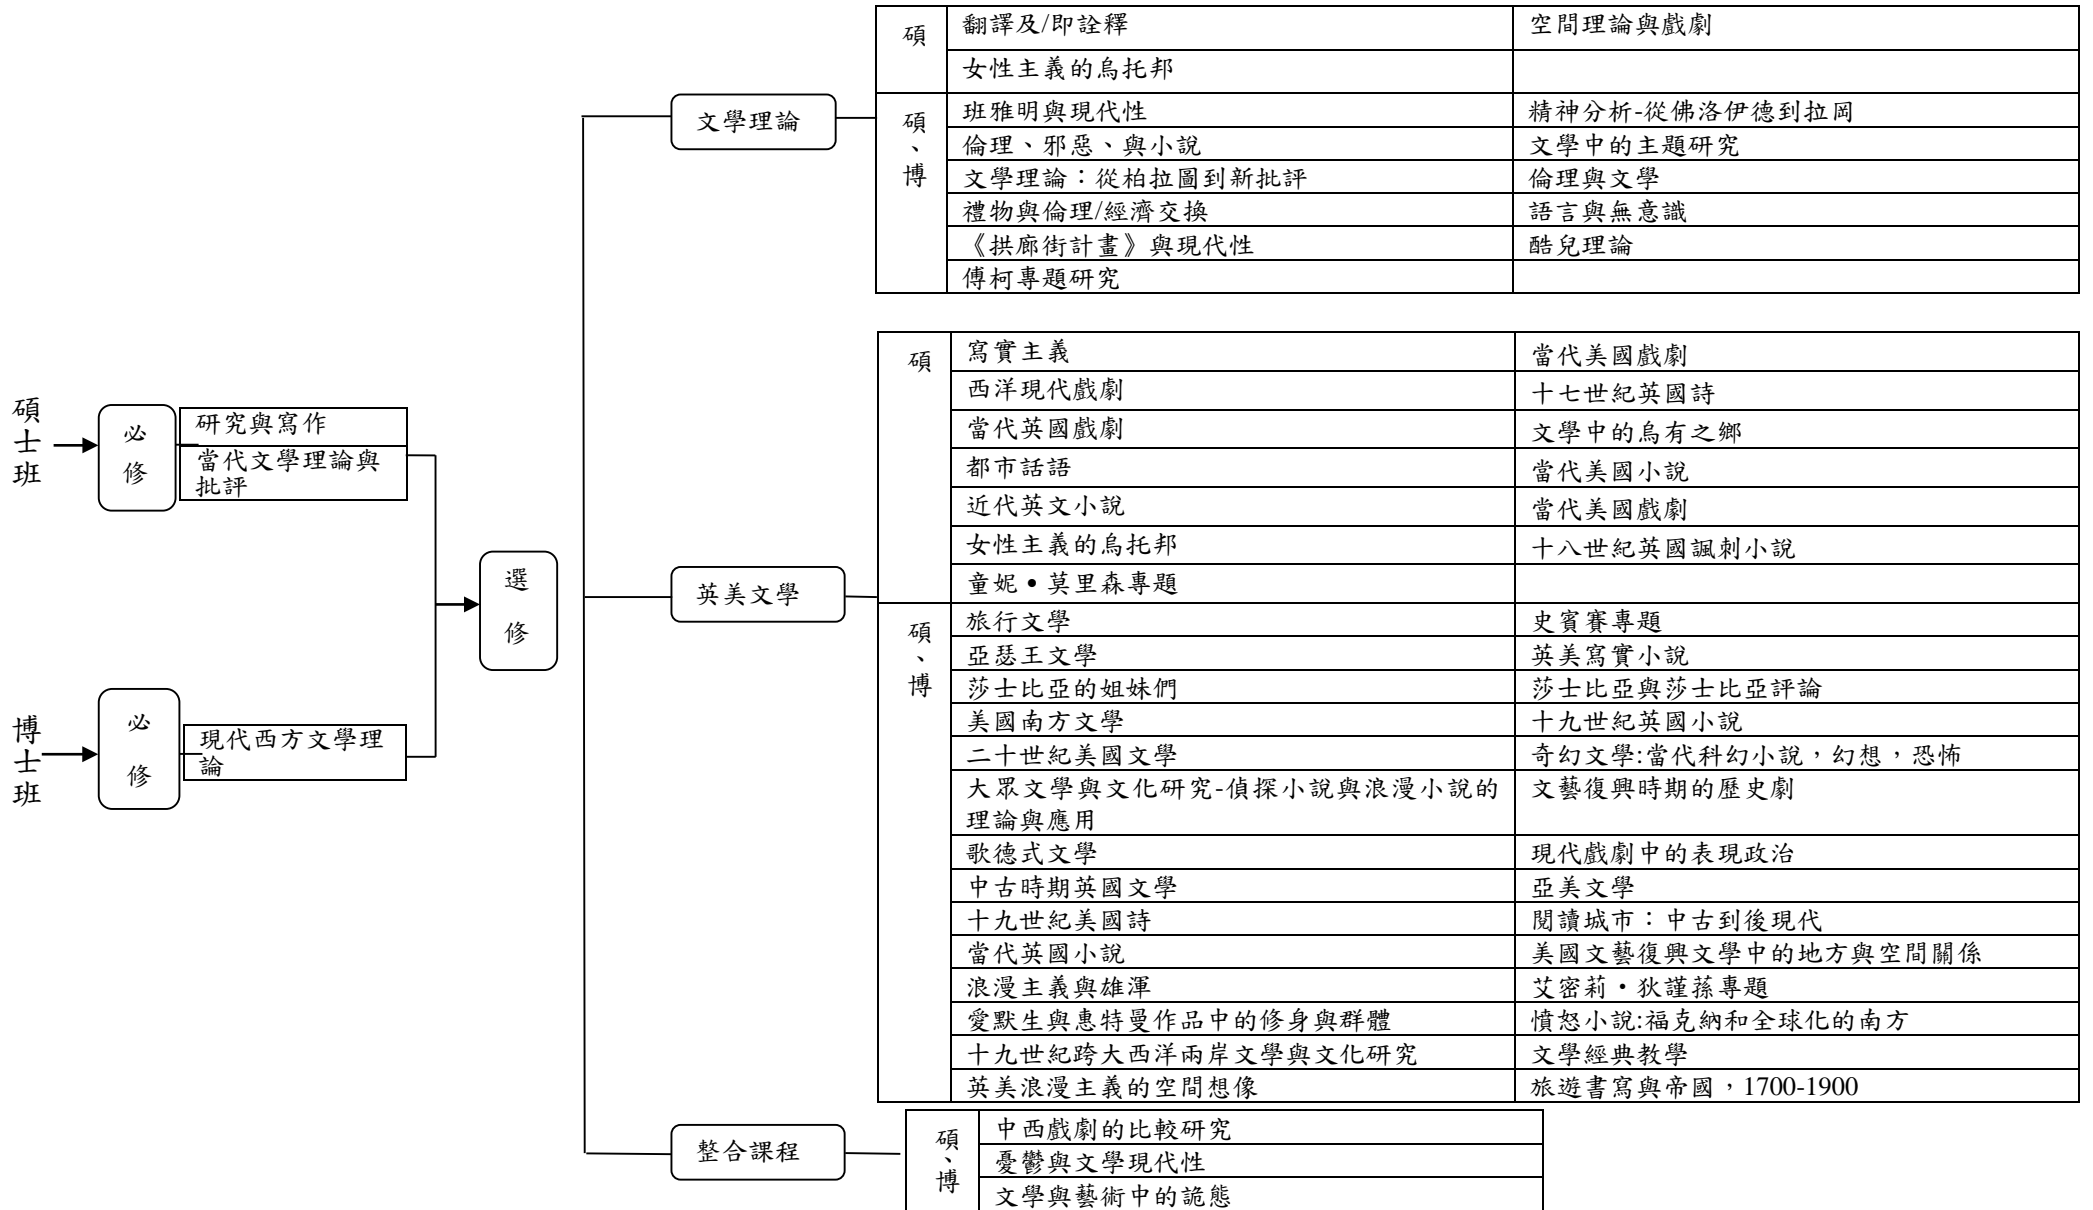 碩士班
必修
研究與寫作
當代文學理論與
批評
博士班
必修
現代西方文學理
論
選修
文學理論
碩
翻譯及/即詮釋
空間理論與戲劇
女性主義的烏托邦
碩、博
班雅明與現代性
精神分析-從佛洛伊德到拉岡
倫理、邪惡、與小說
文學中的主題研究
文學理論：從柏拉圖到新批評
倫理與文學
禮物與倫理/經濟交換
語言與無意識
《拱廊街計畫》與現代性
酷兒理論
傅柯專題研究
英美文學
碩
寫實主義
當代美國戲劇
西洋現代戲劇
十七世紀英國詩
當代英國戲劇
文學中的烏有之鄉
都市話語
當代美國小說
近代英文小說
當代美國戲劇
女性主義的烏托邦
十八世紀英國諷刺小說
童妮•莫里森專題
碩、博
旅行文學
史賓賽專題
亞瑟王文學
英美寫實小說
莎士比亞的姐妹們
莎士比亞與莎士比亞評論
美國南方文學
十九世紀英國小說
二十世紀美國文學
奇幻文學:當代科幻小說，幻想，恐怖
大眾文學與文化研究-偵探小說與浪漫小說的
理論與應用
文藝復興時期的歷史劇
歌德式文學
現代戲劇中的表現政治
中古時期英國文學
亞美文學
十九世紀美國詩
閱讀城市：中古到後現代
當代英國小說
美國文藝復興文學中的地方與空間關係
浪漫主義與雄渾
艾密莉‧狄謹蓀專題
愛默生與惠特曼作品中的修身與群體
憤怒小說:福克納和全球化的南方
十九世紀跨大西洋兩岸文學與文化研究
文學經典教學
英美浪漫主義的空間想像
旅遊書寫與帝國，1700-1900
整合課程
碩、博
中西戲劇的比較研究
憂鬱與文學現代性
文學與藝術中的詭態